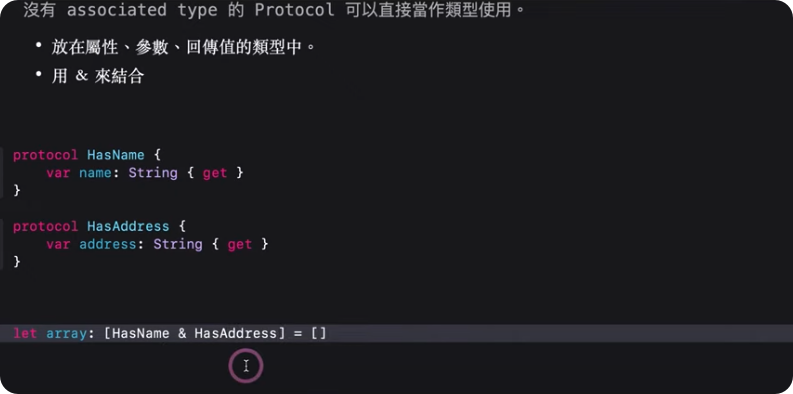 沒有 associated type 的 Protocol 可以直接當作類型使用。
• 放在屬性、參數、回傳值的類型中。
• 用 & 來結合
protocol HasName {
    var name: String { get }
}
protocol HasAddress {
    var address: String { get }
}
let array: [HasName & HasAddress] = []